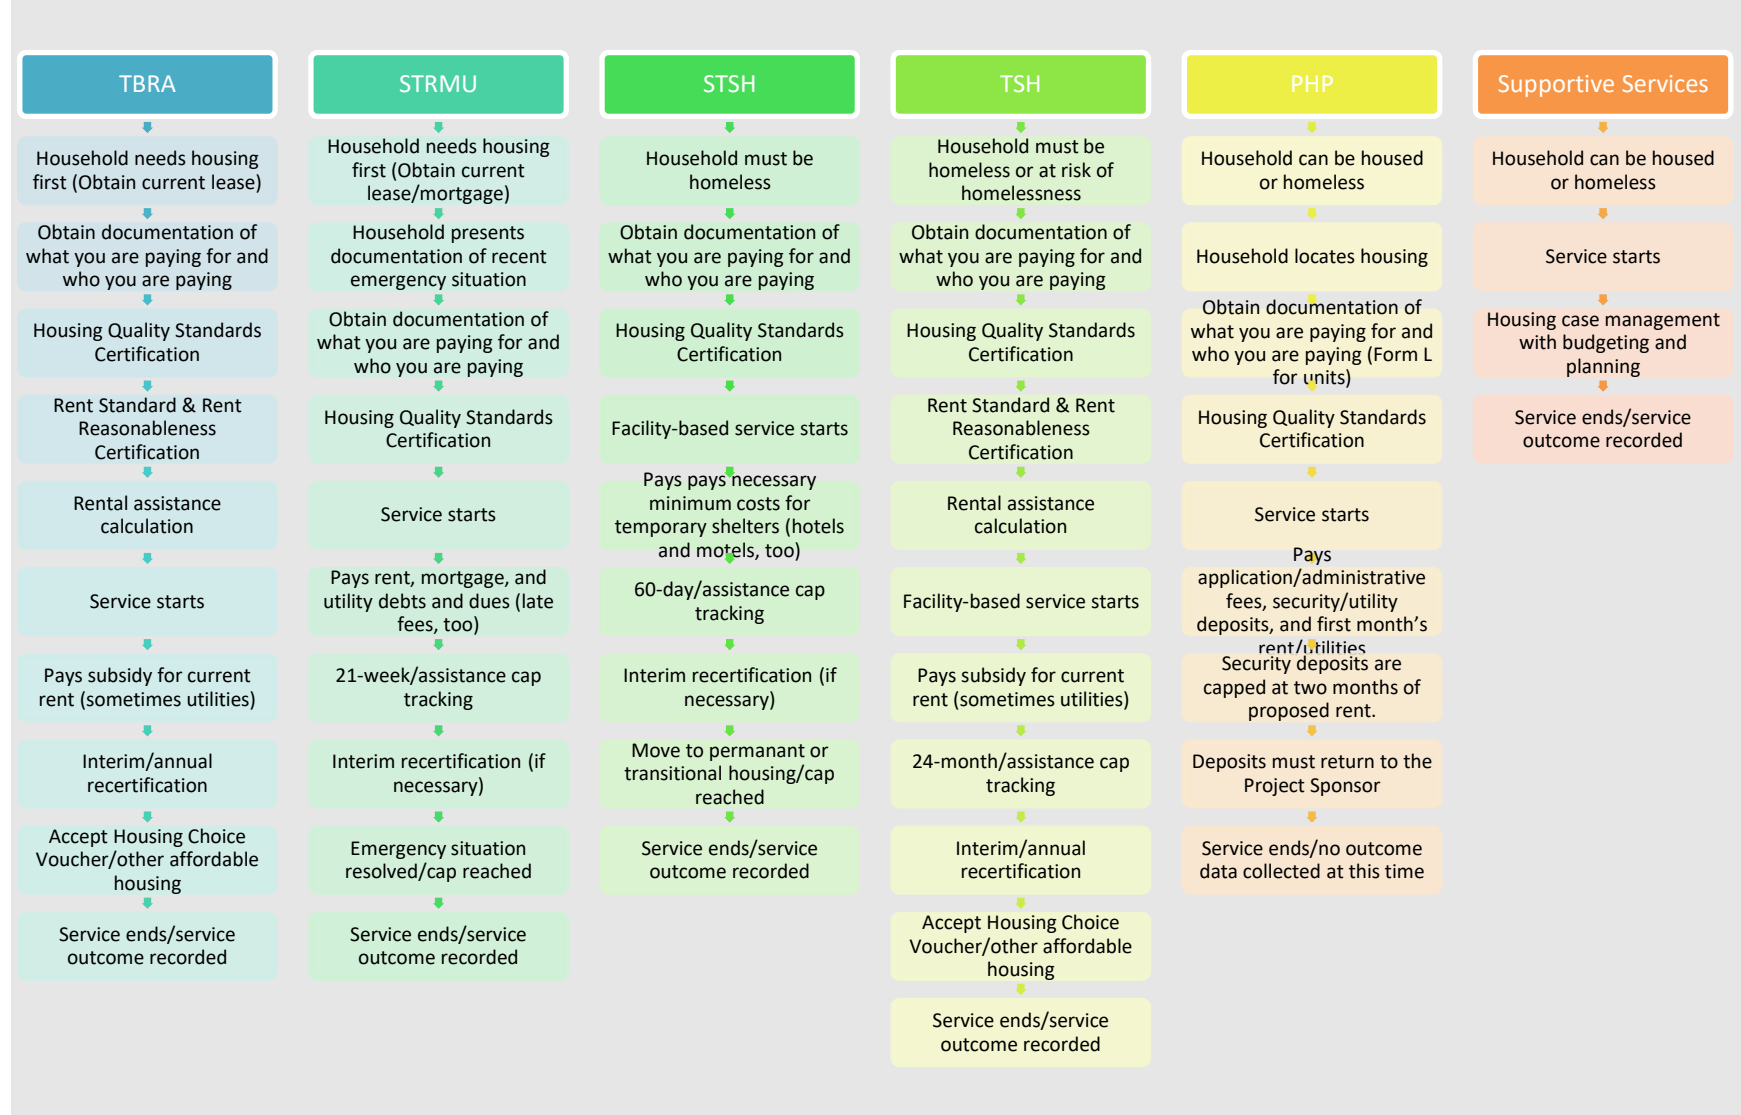 TBRA
Household needs housing
first (Obtain current lease)
Obtain documentation of
what you are paying for and
who you are paying
Housing Quality Standards
Certification
Rent Standard & Rent
Reasonableness
Certification
Rental assistance
calculation
Service starts
Pays subsidy for current
rent (sometimes utilities)
Interim/annual
recertification
Accept Housing Choice
Voucher/other affordable
housing
Service ends/service
outcome recorded
STRMU
Household needs housing
first (Obtain current
lease/mortgage)
Household presents
documentation of recent
emergency situation
Obtain documentation of
what you are paying for and
who you are paying
Housing Quality Standards
Certification
Service starts
Pays rent, mortgage, and
utility debts and dues (late
fees, too)
21-week/assistance cap
tracking
Interim recertification (if
necessary)
Emergency situation
resolved/cap reached
Service ends/service
outcome recorded
STSH
Household must be
homeless
Obtain documentation of
what you are paying for and
who you are paying
Housing Quality Standards
Certification
Facility-based service starts
Pays pays necessary
minimum costs for
temporary shelters (hotels
and motels, too)
60-day/assistance cap
tracking
Interim recertification (if
necessary)
Move to permanant or
transitional housing/cap
reached
Service ends/service
outcome recorded
TSH
Household must be
homeless or at risk of
homelessness
Obtain documentation of
what you are paying for and
who you are paying
Housing Quality Standards
Certification
Rent Standard & Rent
Reasonableness
Certification
Rental assistance
calculation
Facility-based service starts
Pays subsidy for current
rent (sometimes utilities)
24-month/assistance cap
tracking
Interim/annual
recertification
Accept Housing Choice
Voucher/other affordable
housing
Service ends/service
outcome recorded
PHP
Household can be housed
or homeless
Household locates housing
Obtain documentation of
what you are paying for and
who you are paying (Form L
for units)
Housing Quality Standards
Certification
Service starts
Pays
application/administrative
fees, security/utility
deposits, and first month's
rent/utilities
Security deposits are
capped at two months of
proposed rent.
Deposits must return to the
Project Sponsor
Service ends/no outcome
data collected at this time
Supportive Services
Household can be housed
or homeless
Service starts
Housing case management
with budgeting and
planning
Service ends/service
outcome recorded